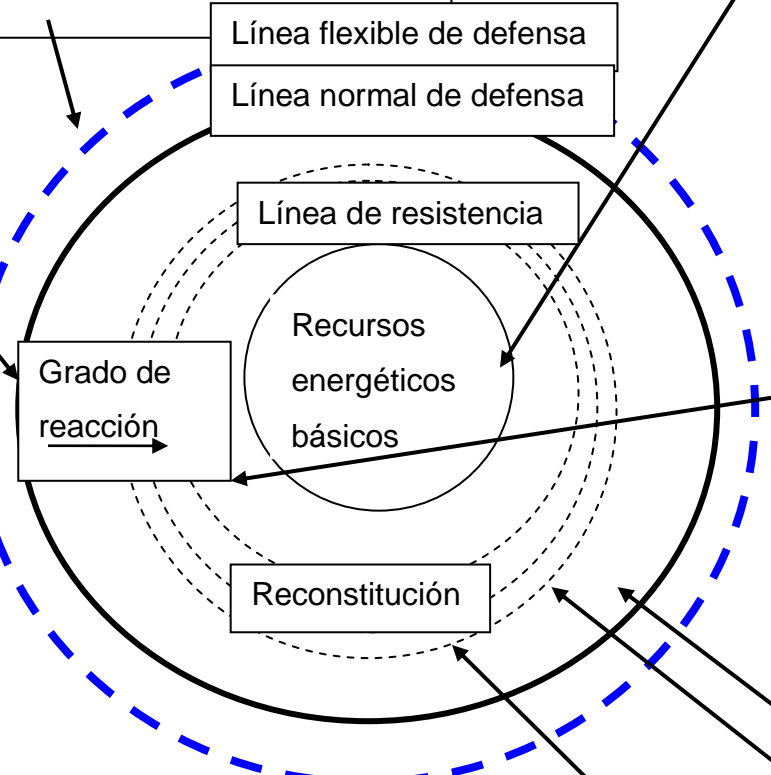 Línea flexible de defensa
Línea normal de defensa
Línea de resistencia
Recursos
energéticos
básicos
Grado de
reacción
Reconstitución